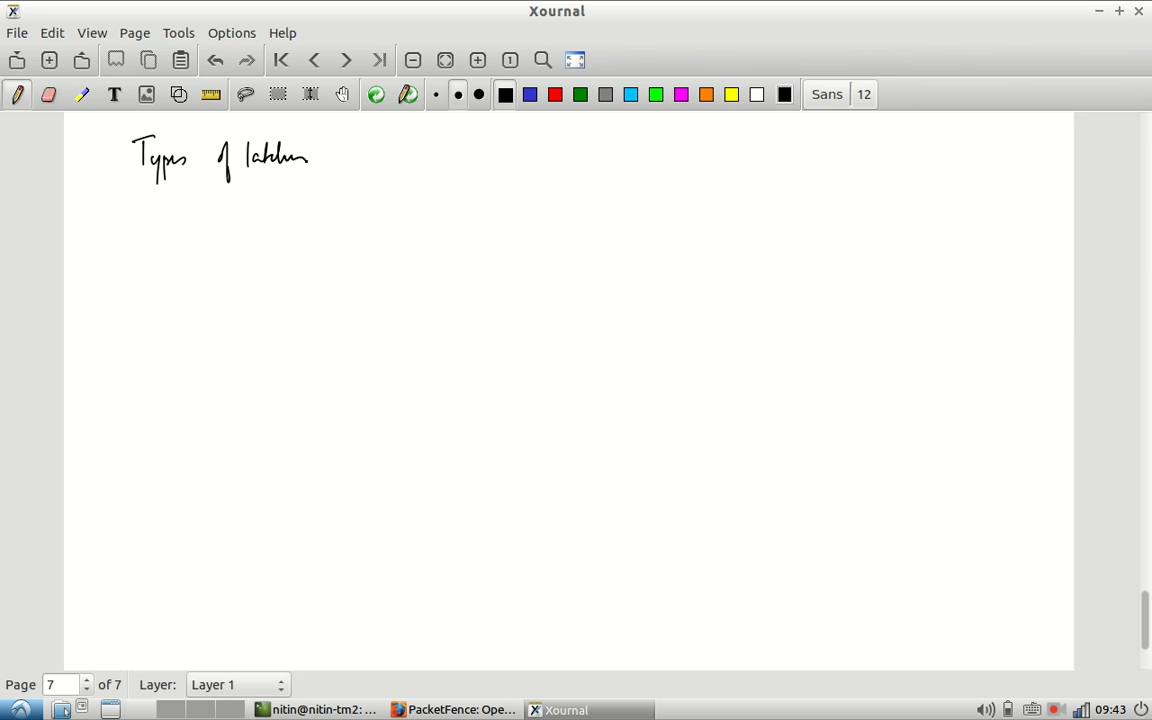 Xournal
File Edit View Page Tools Options Help
Sans 12
Types of latches
Page 7 of 7 Layer: Layer 1
nitin@nitin-tm2: ... PacketFence: Ope... Xournal 09:43